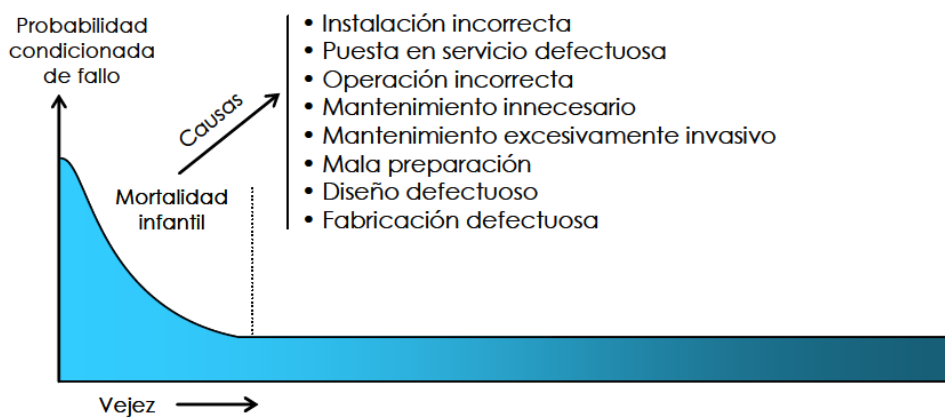 Probabilidad
condicionada
de fallo
Causas
• Instalación incorrecta
• Puesta en servicio defectuosa
• Operación incorrecta
• Mantenimiento innecesario
• Mantenimiento excesivamente invasivo
• Mala preparación
• Diseño defectuoso
• Fabricación defectuosa
Mortalidad
infantil
Vejez